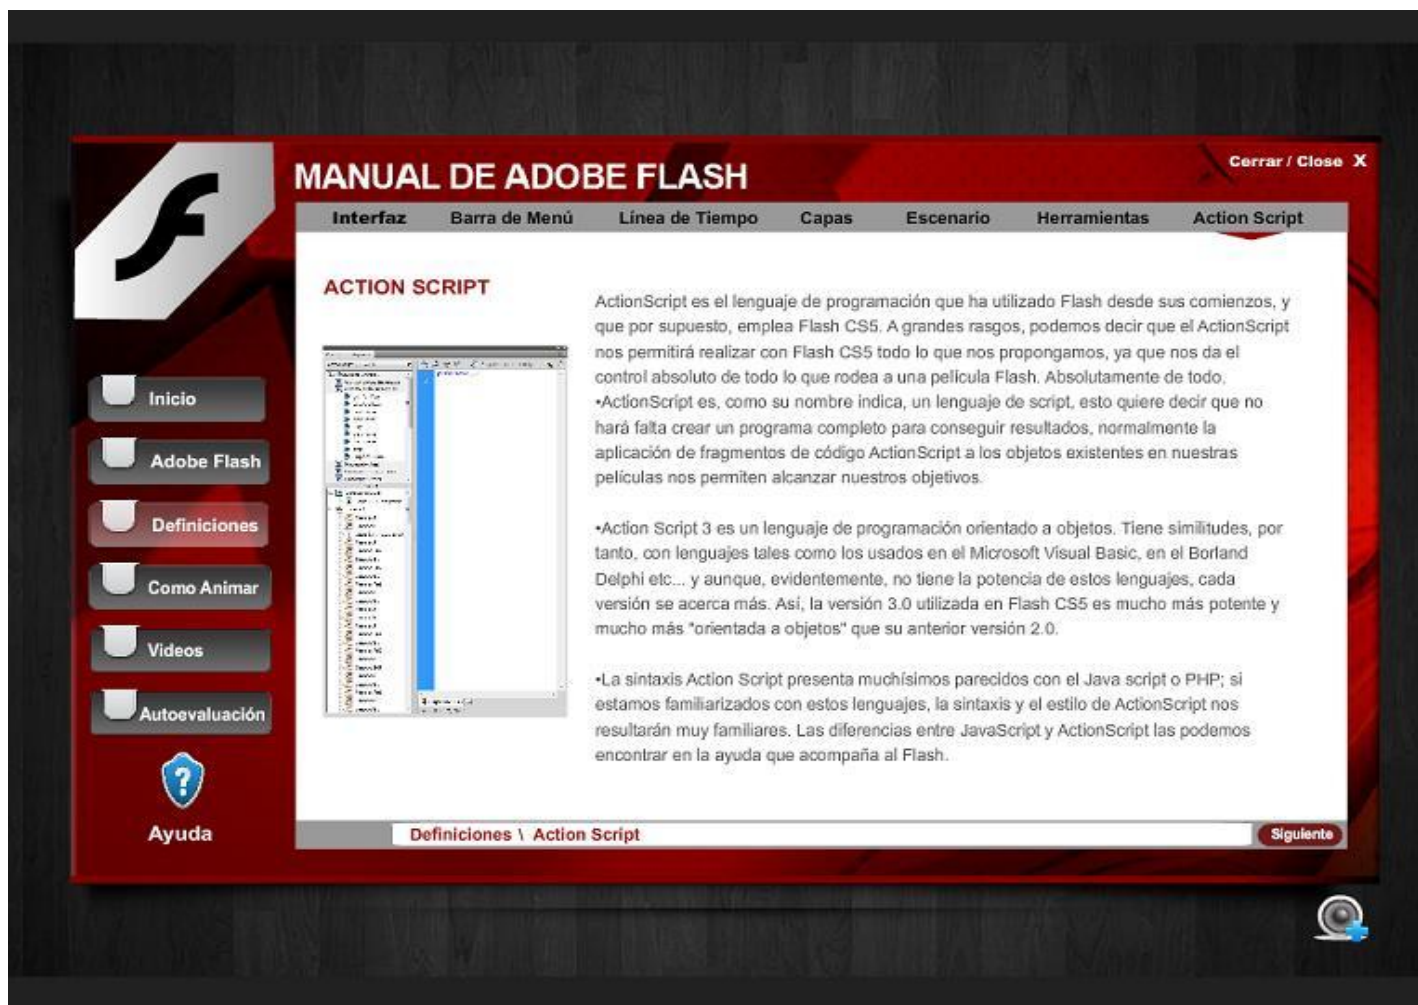 Cerrar / Close X
MANUAL DE ADOBE FLASH
Interfaz Barra de Menú Línea de Tiempo Capas Escenario Herramientas Action Script
ACTION SCRIPT
ActionScript es el lenguaje de programación que ha utilizado Flash desde sus comienzos, y
que por supuesto, emplea Flash CS5. A grandes rasgos, podemos decir que el ActionScript
nos permitirá realizar con Flash CS5 todo lo que nos propongamos, ya que nos da el
control absoluto de todo lo que rodea a una película Flash. Absolutamente de todo.
•ActionScript es, como su nombre indica, un lenguaje de script, esto quiere decir que no
hará falta crear un programa completo para conseguir resultados, normalmente la
aplicación de fragmentos de código ActionScript a los objetos existentes en nuestras
películas nos permiten alcanzar nuestros objetivos.
•Action Script 3 es un lenguaje de programación orientado a objetos. Tiene similitudes, por
tanto, con lenguajes tales como los usados en el Microsoft Visual Basic, en el Borland
Delphi etc... y aunque, evidentemente, no tiene la potencia de estos lenguajes, cada
versión se acerca más. Así, la versión 3.0 utilizada en Flash CS5 es mucho más potente y
mucho más "orientada a objetos" que su anterior versión 2.0.
•La sintaxis Action Script presenta muchísimos parecidos con el Java script o PHP; si
estamos familiarizados con estos lenguajes, la sintaxis y el estilo de ActionScript nos
resultarán muy familiares. Las diferencias entre JavaScript y ActionScript las podemos
encontrar en la ayuda que acompaña al Flash.
Inicio
Adobe Flash
Definiciones
Como Animar
Videos
Autoevaluación
Ayuda
Definiciones \ Action Script
Siguiente